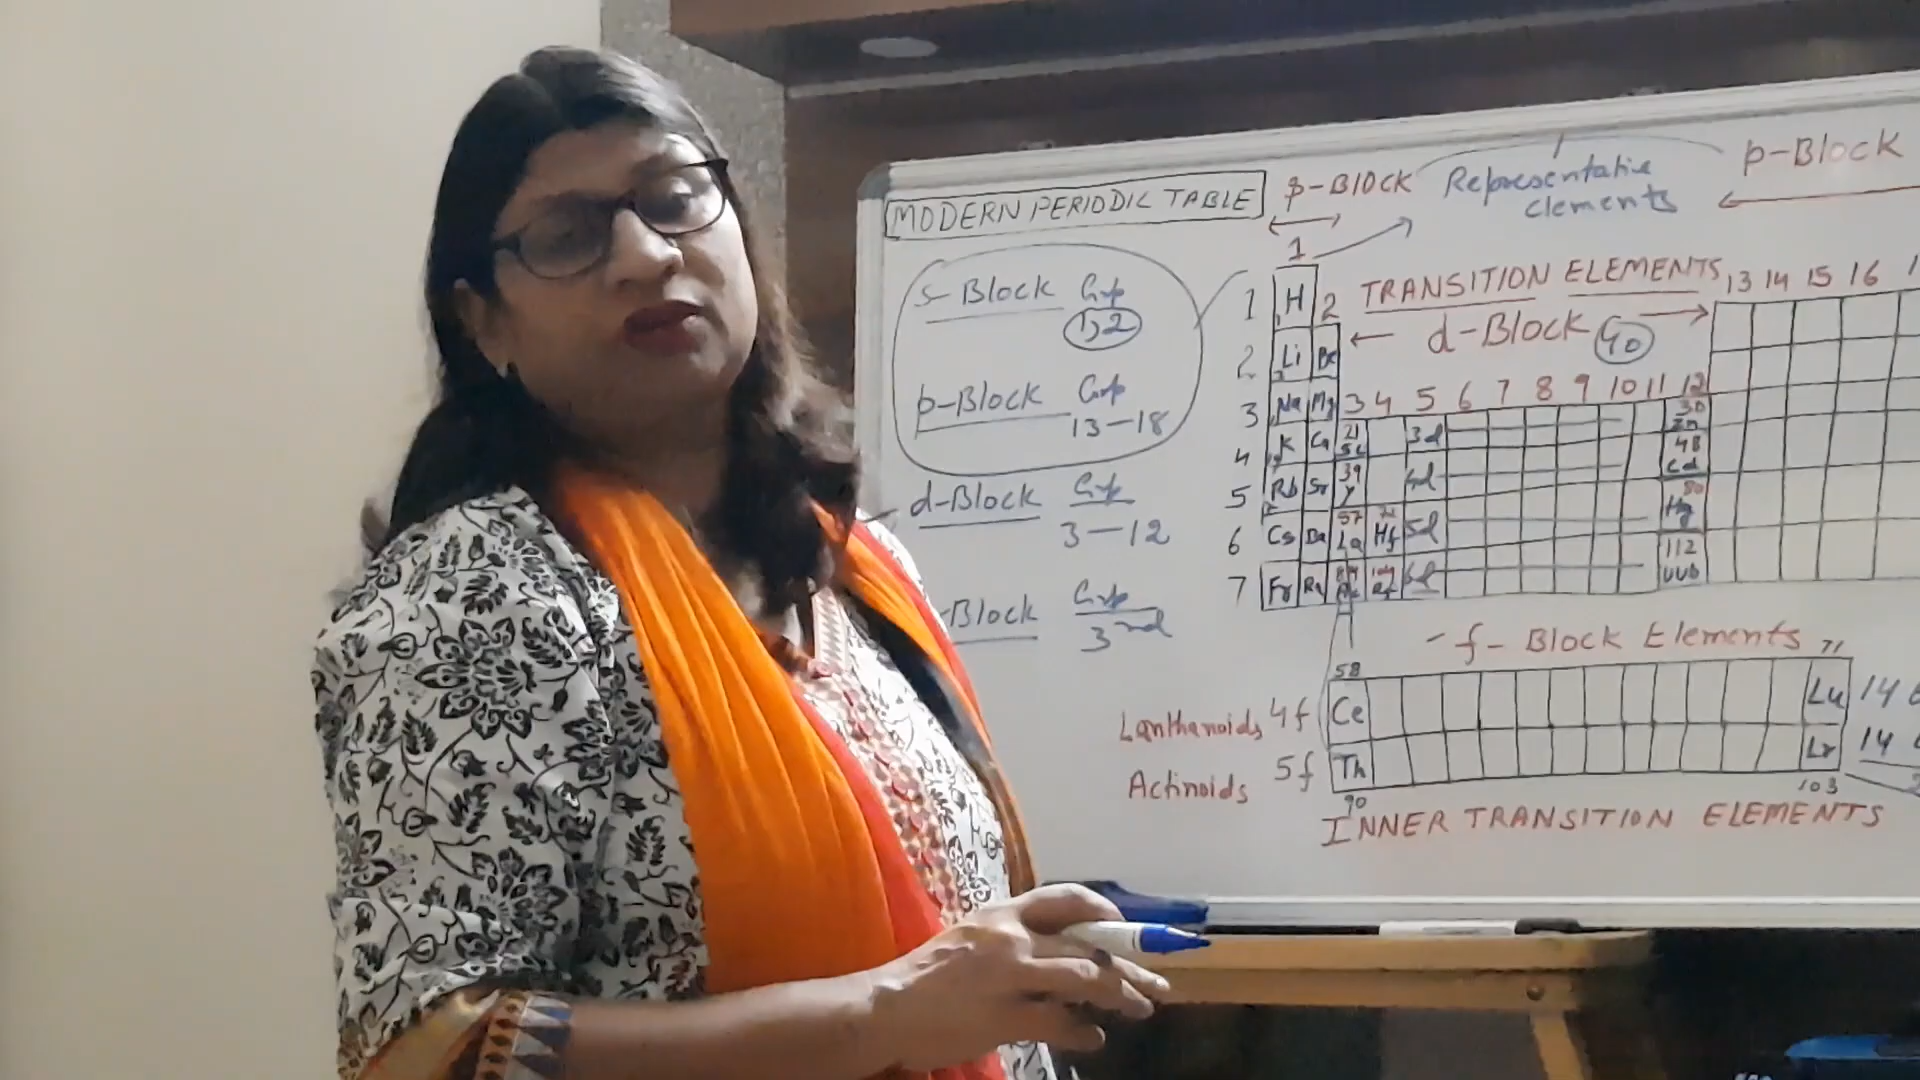 MODERN PERIODIC TABLE
s-Block Grp
1,2
p-Block Grp
13-18
d-Block Grp
3-12
-Block Grp
3rd
s-BLOCK
Representative
elements
p-BLOCK
TRANSITION ELEMENTS
d-Block 40
13 14 15 16
1
1 H 2
2 Li Be
3 Na Mg 3 4 5 6 7 8 9 10 11 12
4 K Ca 21 Sc 3d 30 Zn
5 Rb Sr 39 Y 4d 48 Cd
6 Cs Ba 57 La 72 Hf 5d 80 Hg
7 Fr Ra 89 Ac 104 Rf 6d 112 Uub
f-Block Elements
58 71
Lanthanoids 4f Ce Lu 14
Actinoids 5f Th Lr 14
90 103
INNER TRANSITION ELEMENTS